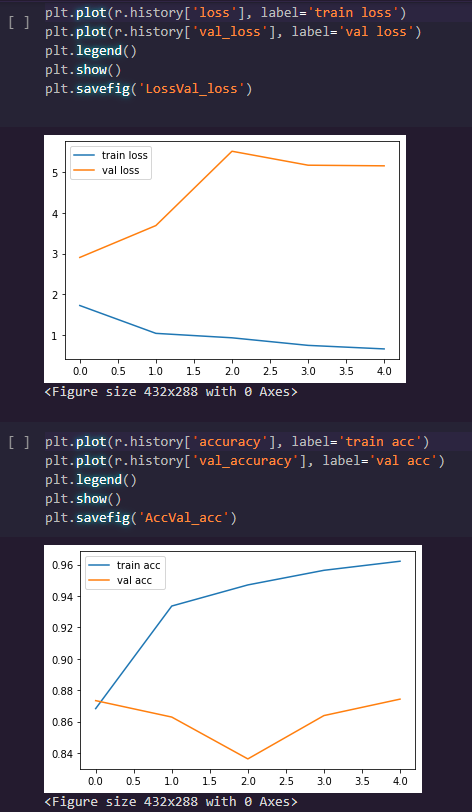 [ ] plt.plot(r.history['loss'], label='train loss')
plt.plot(r.history['val_loss'], label='val loss')
plt.legend()
plt.show()
plt.savefig('LossVal_loss')
train loss
val loss
5
4
3
2
1
0.0 0.5 1.0 1.5 2.0 2.5 3.0 3.5 4.0
<Figure size 432x288 with 0 Axes>
[ ] plt.plot(r.history['accuracy'], label='train acc')
plt.plot(r.history['val_accuracy'], label='val acc')
plt.legend()
plt.show()
plt.savefig('AccVal_acc')
train acc
val acc
0.96
0.94
0.92
0.90
0.88
0.86
0.84
0.0 0.5 1.0 1.5 2.0 2.5 3.0 3.5 4.0
<Figure size 432x288 with 0 Axes>